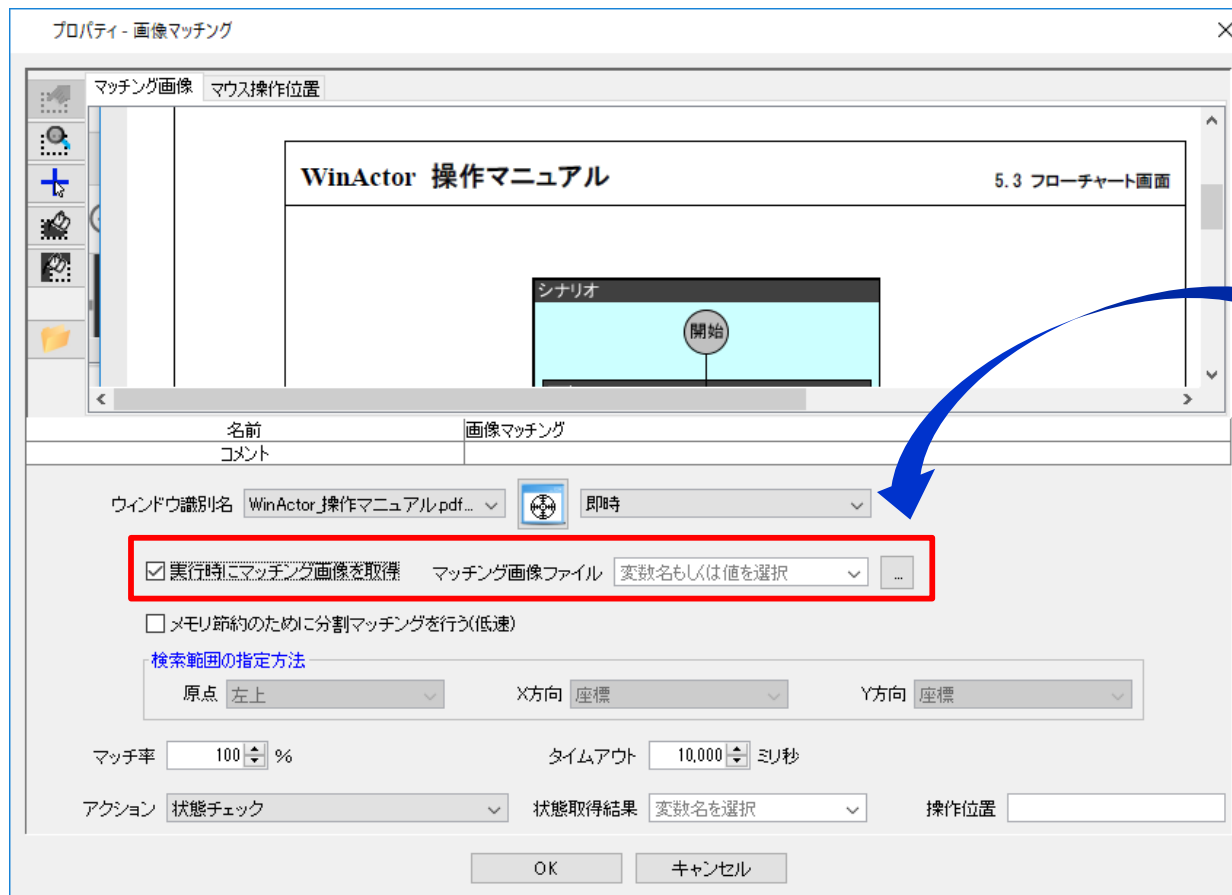 プロパティ - 画像マッチング
マッチング画像 マウス操作位置
WinActor 操作マニュアル 5.3 フローチャート画面
シナリオ
開始
名前 画像マッチング
コメント
ウィンドウ識別名 WinActor_操作マニュアル.pdf... 即時
実行時にマッチング画像を取得 マッチング画像ファイル 変数名もしくは値を選択 ...
メモリ節約のために分割マッチングを行う(低速)
検索範囲の指定方法
原点 左上 X方向 座標 Y方向 座標
マッチ率 100 % タイムアウト 10,000 ミリ秒
アクション 状態チェック 状態取得結果 変数名を選択 操作位置
OK キャンセル